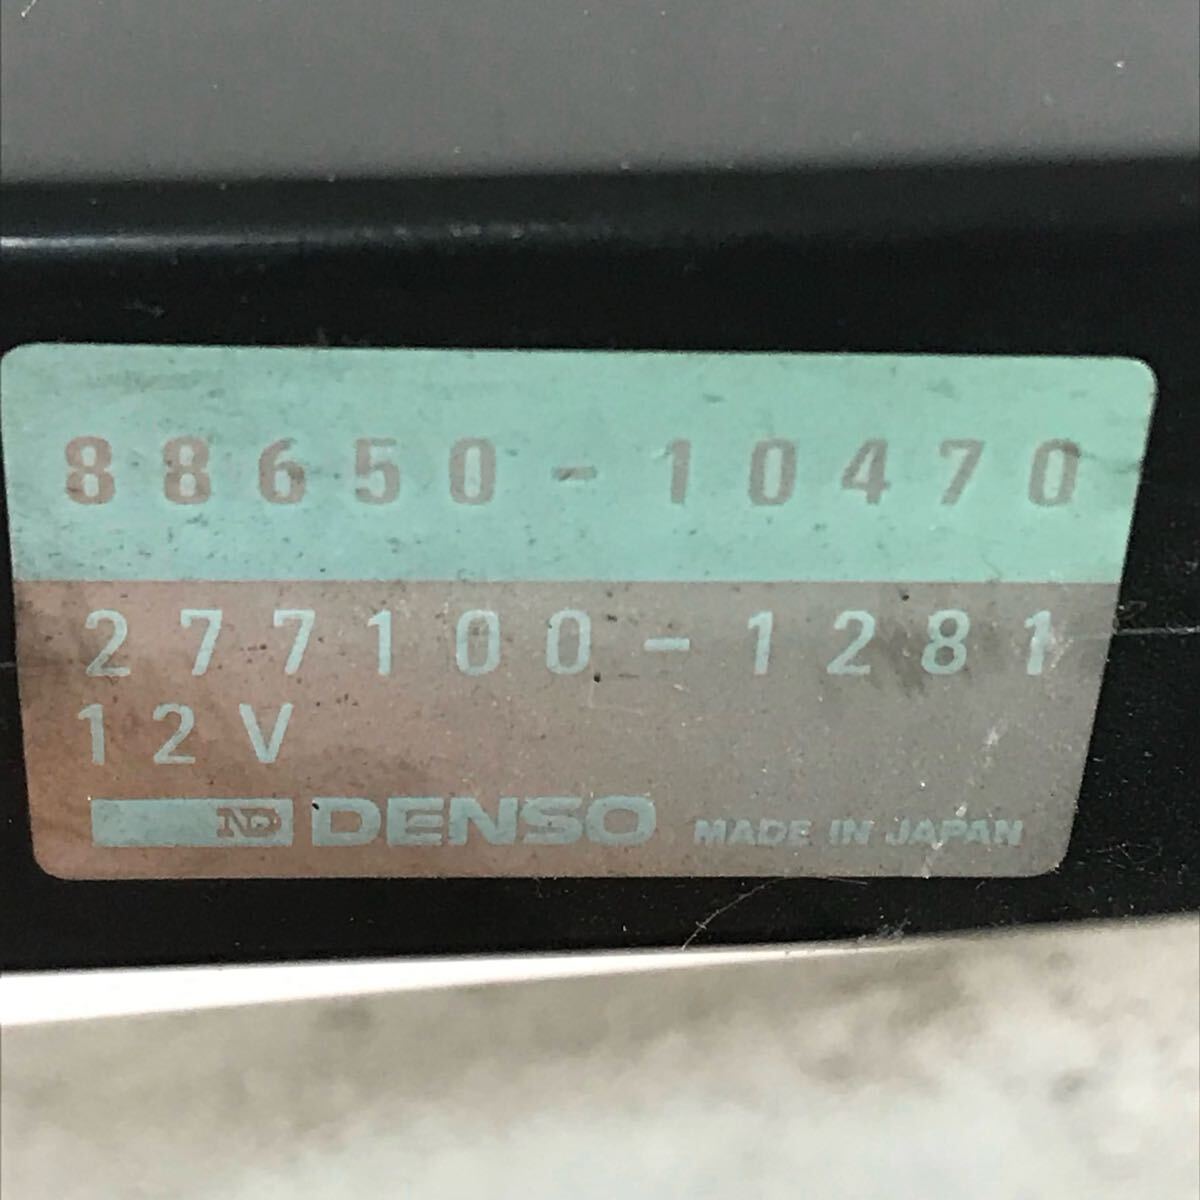 88650-10470
277100-1281
12V
ND DENSO MADE IN JAPAN